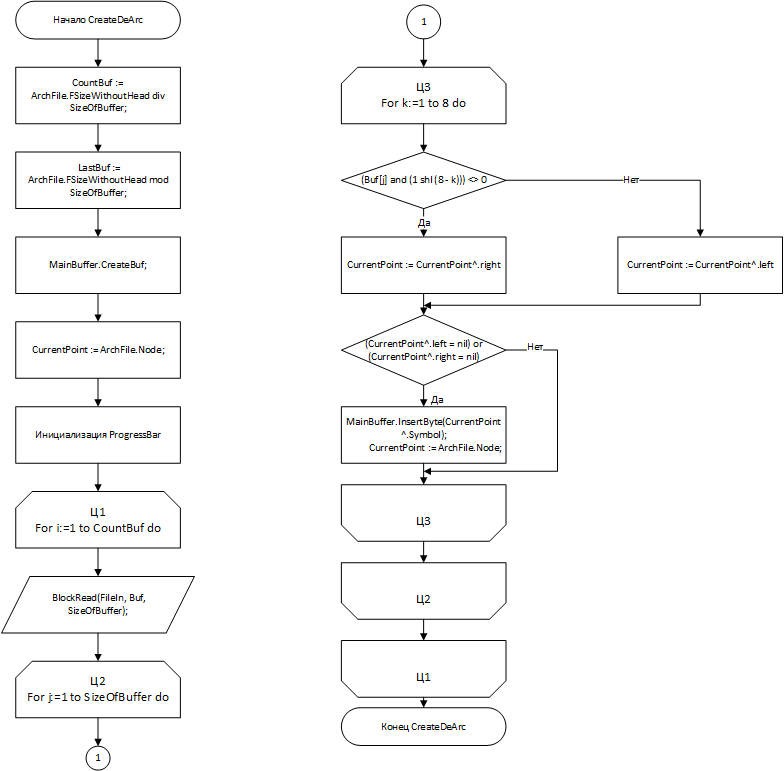 Начало CreateDeArc
CountBuf :=
ArchFile.FSizeWithoutHead div
SizeOfBuffer;
LastBuf :=
ArchFile.FSizeWithoutHead mod
SizeOfBuffer;
MainBuffer.CreateBuf;
CurrentPoint := ArchFile.Node;
Инициализация ProgressBar
Ц1
For i:=1 to CountBuf do
BlockRead(FileIn, Buf,
SizeOfBuffer);
Ц2
For j:=1 to SizeOfBuffer do
1
1
Ц3
For k:=1 to 8 do
(Buf[j] and (1 shl (8 - k))) <> 0
Нет
Да
CurrentPoint := CurrentPoint^.right
CurrentPoint := CurrentPoint^.left
(CurrentPoint^.left = nil) or
(CurrentPoint^.right = nil)
Нет
Да
MainBuffer.InsertByte(CurrentPoint
^.Symbol);
CurrentPoint := ArchFile.Node;
Ц3
Ц2
Ц1
Конец CreateDeArc